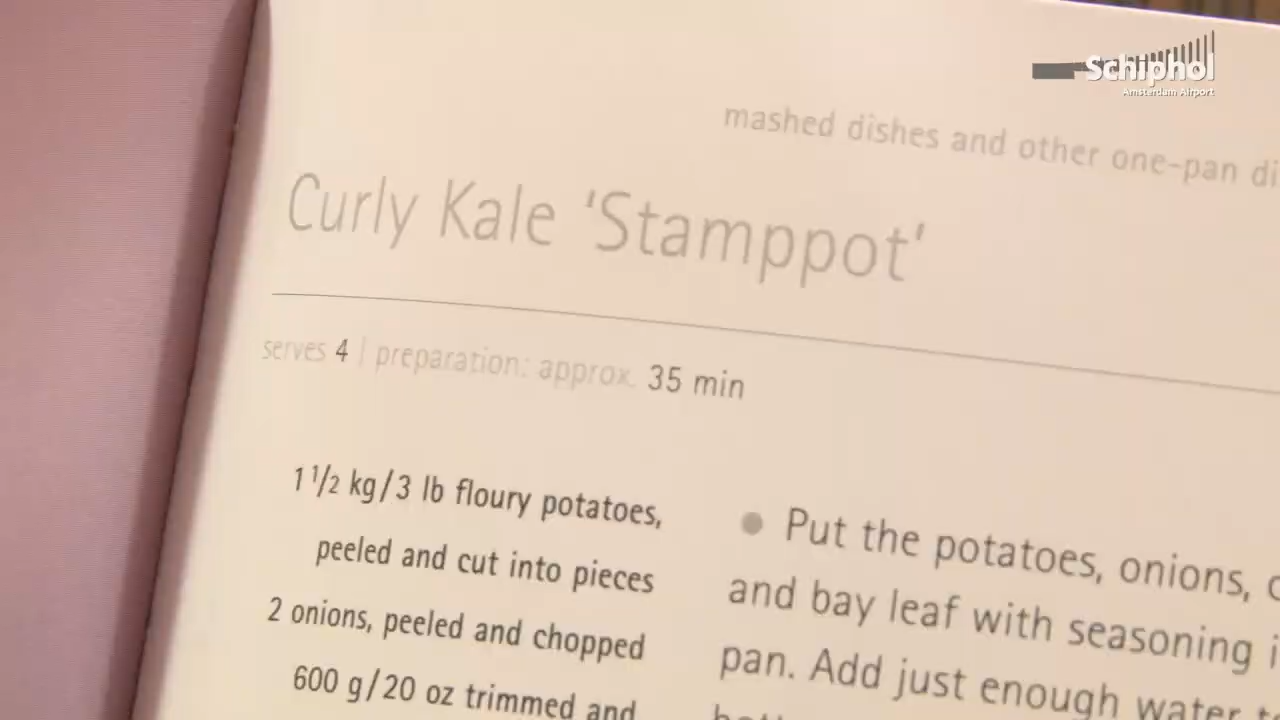 Schiphol
Amsterdam Airport
mashed dishes and other one-pan
Curly Kale 'Stamppot'
serves 4 | preparation: approx. 35 min
1 1/2 kg/3 lb floury potatoes,
peeled and cut into pieces
2 onions, peeled and chopped
600 g/20 oz trimmed and
● Put the potatoes, onions,
and bay leaf with seasoning
pan. Add just enough water